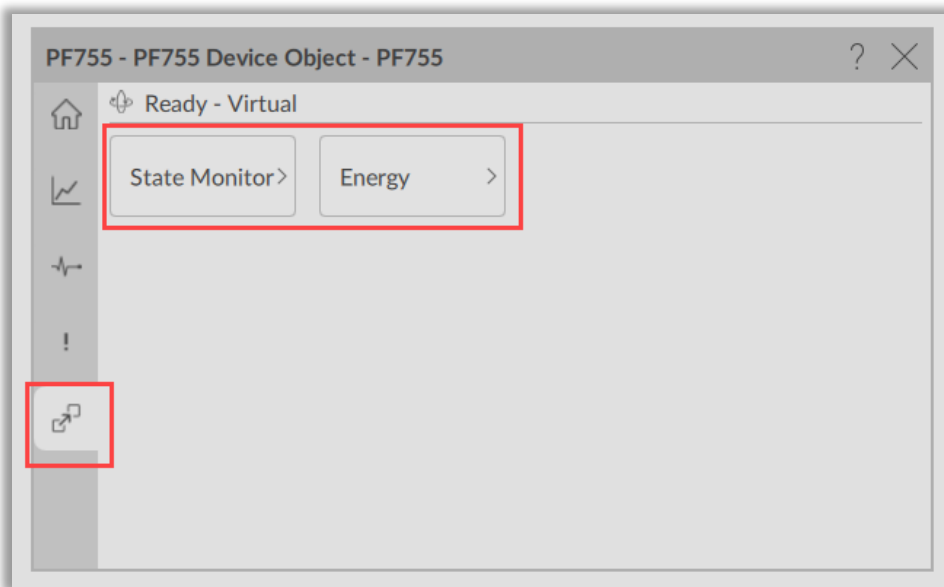 PF755 - PF755 Device Object - PF755 ?
Ready - Virtual
State Monitor Energy
!